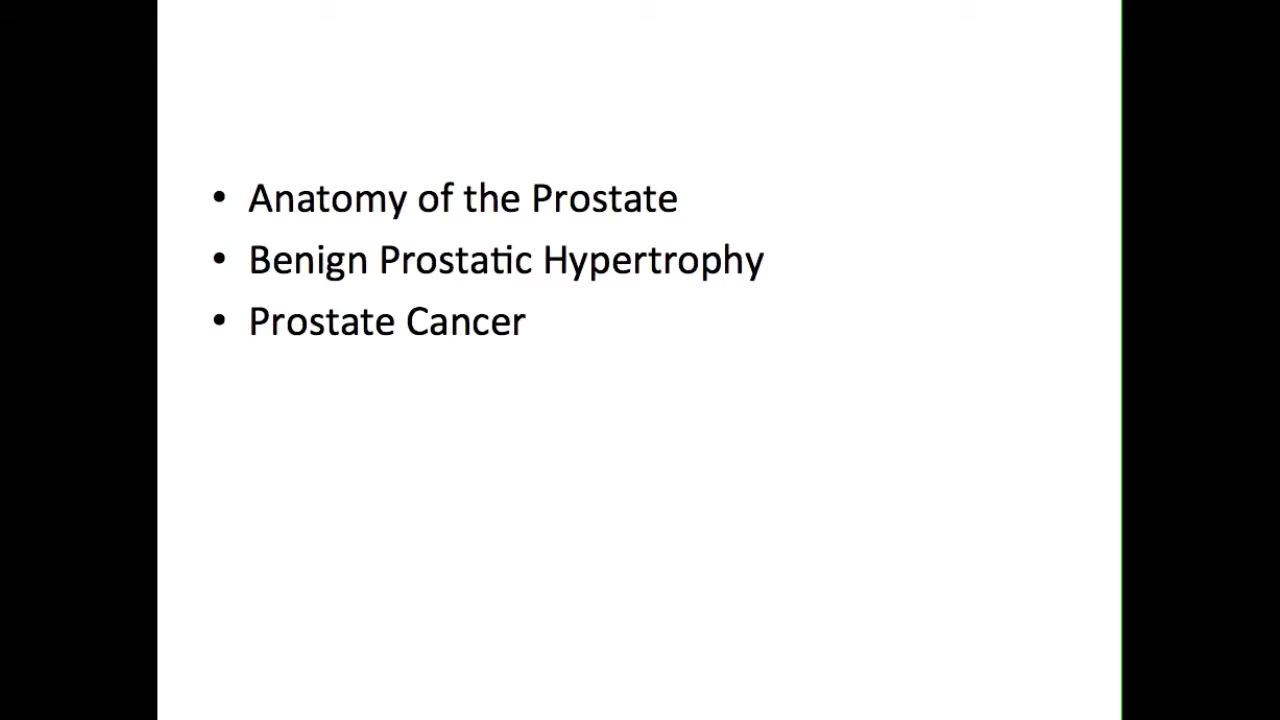 • Anatomy of the Prostate
• Benign Prostatic Hypertrophy
• Prostate Cancer